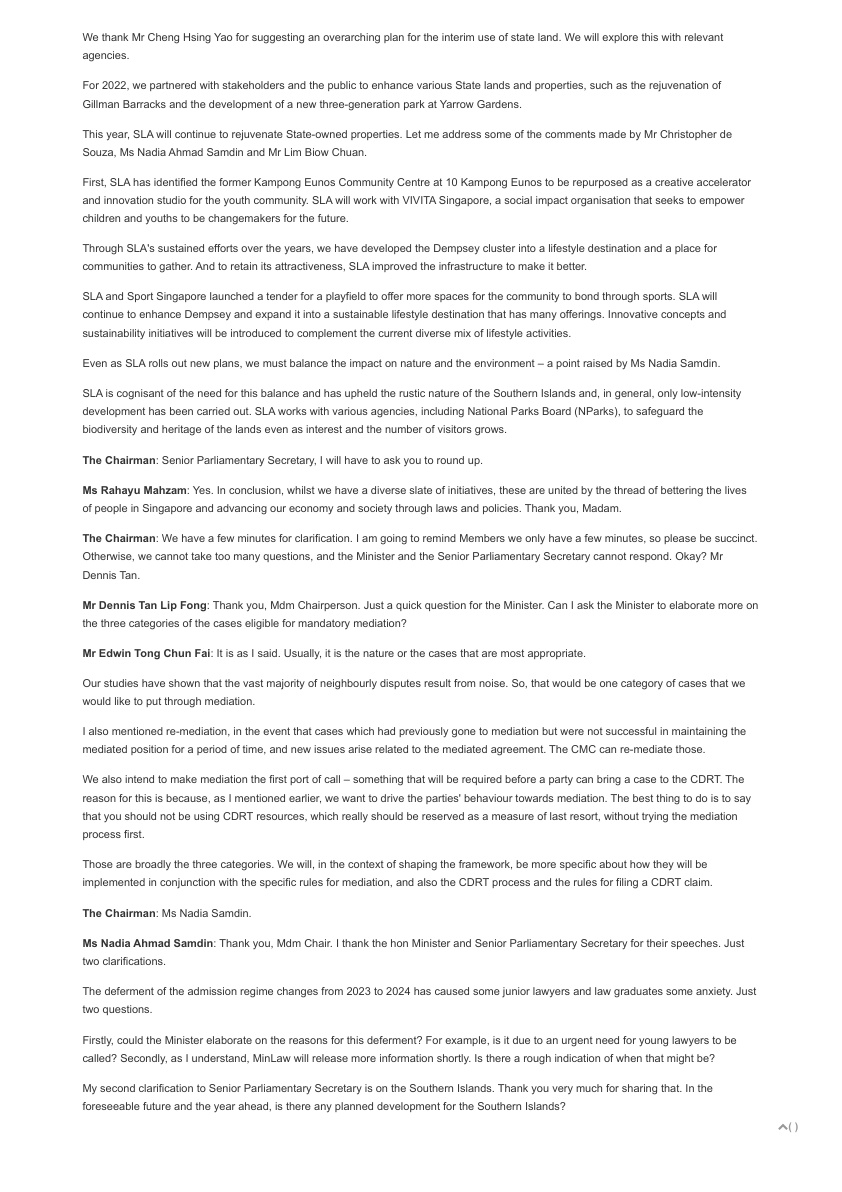 We thank Mr Cheng Hsing Yao for suggesting an overarching plan for the interim use of state land. We will explore this with relevant
agencies.
For 2022, we partnered with stakeholders and the public to enhance various State lands and properties, such as the rejuvenation of
Gillman Barracks and the development of a new three-generation park at Yarrow Gardens.
This year, SLA will continue to rejuvenate State-owned properties. Let me address some of the comments made by Mr Christopher de
Souza, Ms Nadia Ahmad Samdin and Mr Lim Biow Chuan.
First, SLA has identified the former Kampong Eunos Community Centre at 10 Kampong Eunos to be repurposed as a creative accelerator
and innovation studio for the youth community. SLA will work with VIVITA Singapore, a social impact organisation that seeks to empower
children and youths to be changemakers for the future.
Through SLA's sustained efforts over the years, we have developed the Dempsey cluster into a lifestyle destination and a place for
communities to gather. And to retain its attractiveness, SLA improved the infrastructure to make it better.
SLA and Sport Singapore launched a tender for a playfield to offer more spaces for the community to bond through sports. SLA will
continue to enhance Dempsey and expand it into a sustainable lifestyle destination that has many offerings. Innovative concepts and
sustainability initiatives will be introduced to complement the current diverse mix of lifestyle activities.
Even as SLA rolls out new plans, we must balance the impact on nature and the environment – a point raised by Ms Nadia Samdin.
SLA is cognisant of the need for this balance and has upheld the rustic nature of the Southern Islands and, in general, only low-intensity
development has been carried out. SLA works with various agencies, including National Parks Board (NParks), to safeguard the
biodiversity and heritage of the lands even as interest and the number of visitors grows.
The Chairman: Senior Parliamentary Secretary, I will have to ask you to round up.
Ms Rahayu Mahzam: Yes. In conclusion, whilst we have a diverse slate of initiatives, these are united by the thread of bettering the lives
of people in Singapore and advancing our economy and society through laws and policies. Thank you, Madam.
The Chairman: We have a few minutes for clarification. I am going to remind Members we only have a few minutes, so please be succinct.
Otherwise, we cannot take too many questions, and the Minister and the Senior Parliamentary Secretary cannot respond. Okay? Mr
Dennis Tan.
Mr Dennis Tan Lip Fong: Thank you, Mdm Chairperson. Just a quick question for the Minister. Can I ask the Minister to elaborate more on
the three categories of the cases eligible for mandatory mediation?
Mr Edwin Tong Chun Fai: It is as I said. Usually, it is the nature or the cases that are most appropriate.
Our studies have shown that the vast majority of neighbourly disputes result from noise. So, that would be one category of cases that we
would like to put through mediation.
I also mentioned re-mediation, in the event that cases which had previously gone to mediation but were not successful in maintaining the
mediated position for a period of time, and new issues arise related to the mediated agreement. The CMC can re-mediate those.
We also intend to make mediation the first port of call – something that will be required before a party can bring a case to the CDRT. The
reason for this is because, as I mentioned earlier, we want to drive the parties' behaviour towards mediation. The best thing to do is to say
that you should not be using CDRT resources, which really should be reserved as a measure of last resort, without trying the mediation
process first.
Those are broadly the three categories. We will, in the context of shaping the framework, be more specific about how they will be
implemented in conjunction with the specific rules for mediation, and also the CDRT process and the rules for filing a CDRT claim.
The Chairman: Ms Nadia Samdin.
Ms Nadia Ahmad Samdin: Thank you, Mdm Chair. I thank the hon Minister and Senior Parliamentary Secretary for their speeches. Just
two clarifications.
The deferment of the admission regime changes from 2023 to 2024 has caused some junior lawyers and law graduates some anxiety. Just
two questions.
Firstly, could the Minister elaborate on the reasons for this deferment? For example, is it due to an urgent need for young lawyers to be
called? Secondly, as I understand, MinLaw will release more information shortly. Is there a rough indication of when that might be?
My second clarification to Senior Parliamentary Secretary is on the Southern Islands. Thank you very much for sharing that. In the
foreseeable future and the year ahead, is there any planned development for the Southern Islands?
( )